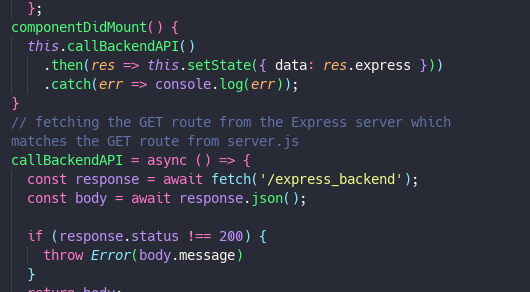 };
componentDidMount() {
this.callBackendAPI()
.then(res => this.setState({ data: res.express }))
.catch(err => console.log(err));
}
// fetching the GET route from the Express server which
matches the GET route from server.js
callBackendAPI = async () => {
const response = await fetch('/express_backend');
const body = await response.json();
if (response.status !== 200) {
throw Error(body.message)
}
return body;